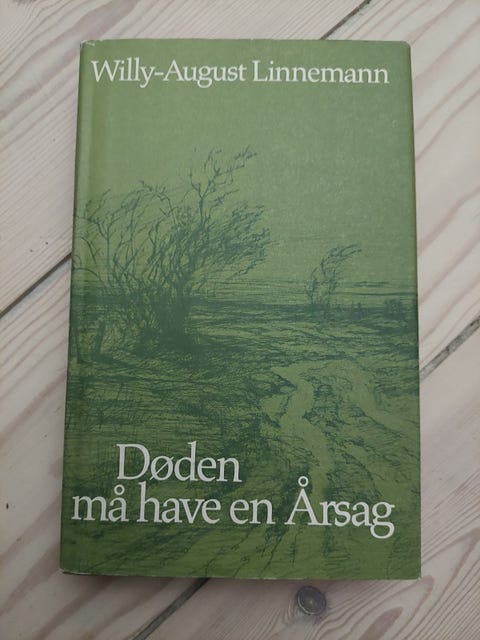 Willy-August Linnemann
Døden
må have en Årsag